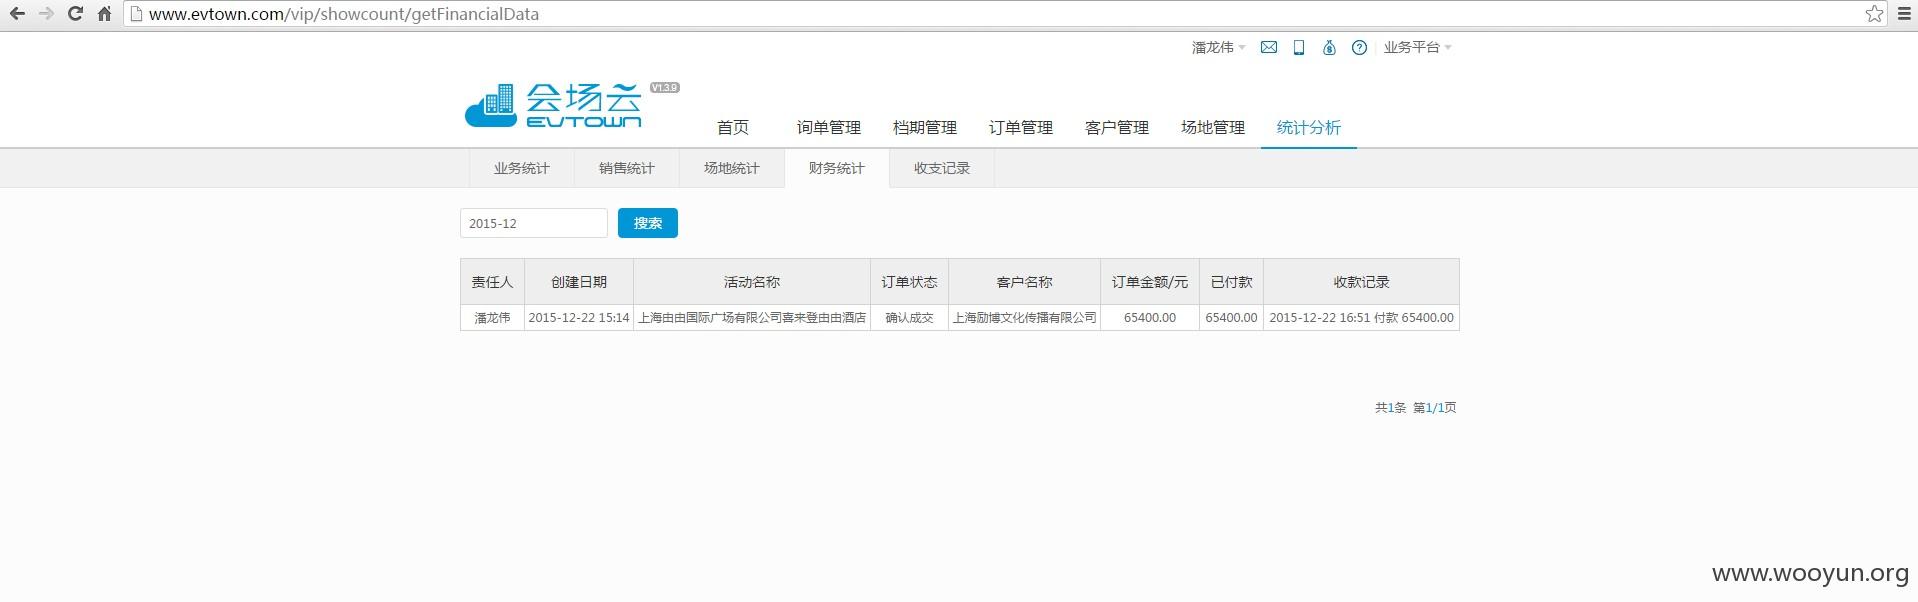 www.evtown.com/vip/showcount/getFinancialData
潘龙伟 业务平台
会场云 V1.3.9
EVTOWN
首页 询单管理 档期管理 订单管理 客户管理 场地管理 统计分析
业务统计 销售统计 场地统计 财务统计 收支记录
2015-12 搜索
责任人 创建日期 活动名称 订单状态 客户名称 订单金额/元 已付款 收款记录
潘龙伟 2015-12-22 15:14 上海由由国际广场有限公司喜来登由由酒店 确认成交 上海励博文化传播有限公司 65400.00 65400.00 2015-12-22 16:51 付款 65400.00
共1条 第1/1页
www.wooyun.org